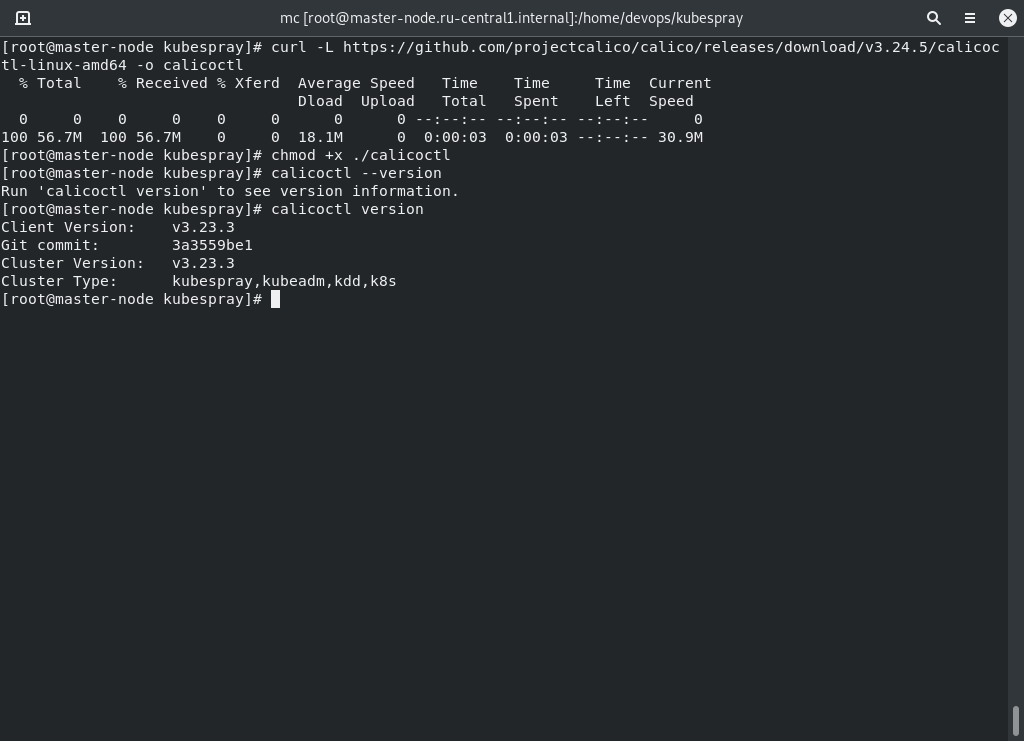 mc [root@master-node.ru-central1.internal]:/home/devops/kubespray
[root@master-node kubespray]# curl -L https://github.com/projectcalico/calico/releases/download/v3.24.5/calicoc
tl-linux-amd64 -o calicoctl
  % Total    % Received % Xferd  Average Speed   Time    Time     Time  Current
                                 Dload  Upload   Total   Spent    Left  Speed
  0     0    0     0    0     0      0      0 --:--:-- --:--:-- --:--:--     0
100 56.7M  100 56.7M    0     0  18.1M      0  0:00:03  0:00:03 --:--:-- 30.9M
[root@master-node kubespray]# chmod +x ./calicoctl
[root@master-node kubespray]# calicoctl --version
Run 'calicoctl version' to see version information.
[root@master-node kubespray]# calicoctl version
Client Version:    v3.23.3
Git commit:        3a3559be1
Cluster Version:   v3.23.3
Cluster Type:      kubespray,kubeadm,kdd,k8s
[root@master-node kubespray]#